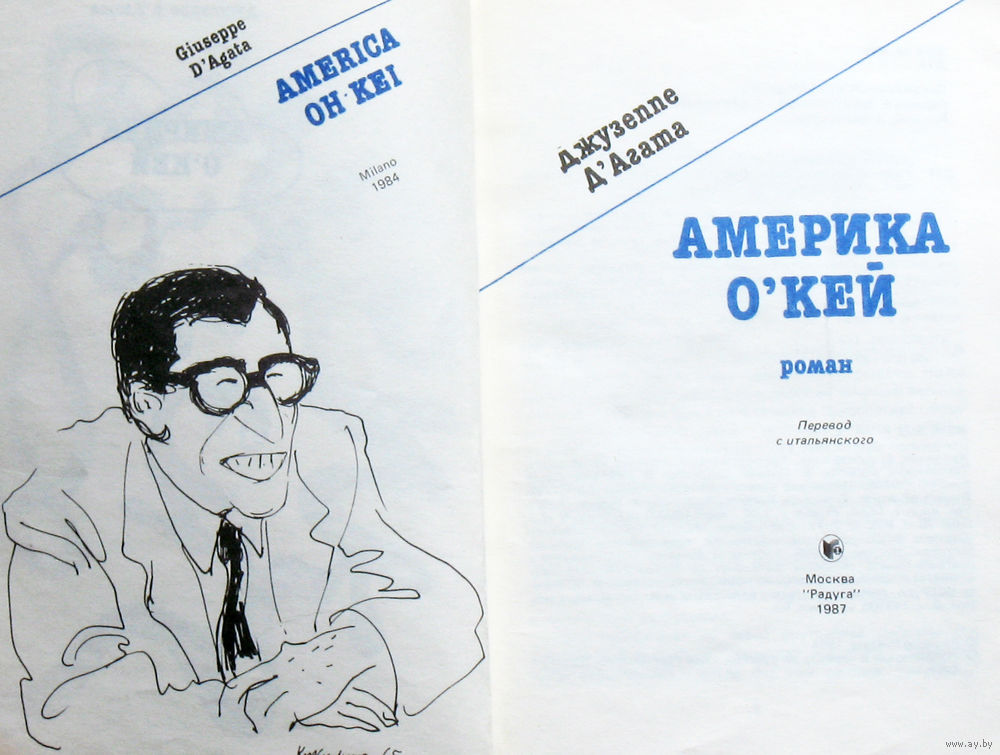 Giuseppe
D'Agata
AMERICA
OH·KEI
Milano
1984
Джузеппе
Д'Агата
АМЕРИКА
О'КЕЙ
роман
Перевод
с итальянского
Москва
"Радуга"
1987
www.ay.by